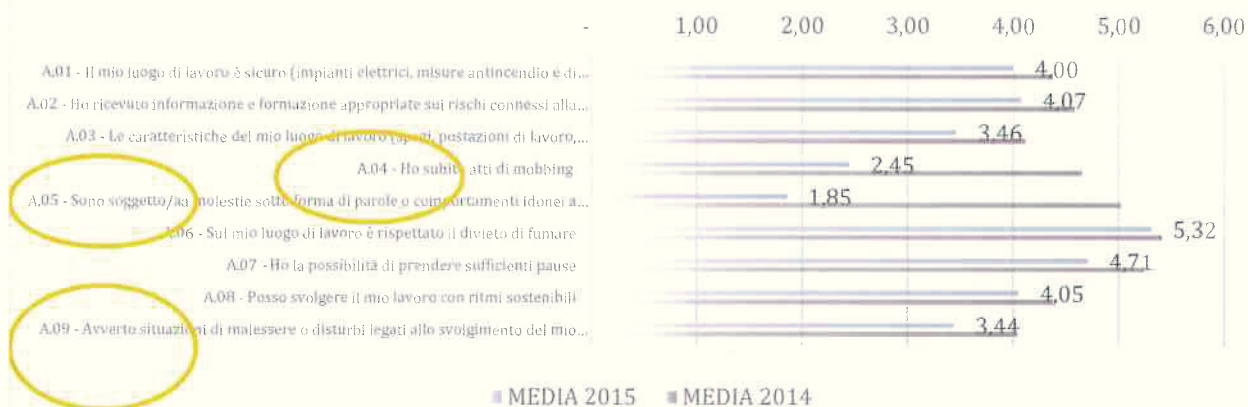 - 1,00 2,00 3,00 4,00 5,00 6,00
A.01 - Il mio luogo di lavoro è sicuro (impianti elettrici, misure antincendio e di... 4,00
A.02 - Ho ricevuto informazione e formazione appropriate sui rischi connessi alla... 4,07
A.03 - Le caratteristiche del mio luogo di lavoro (spazi, postazioni di lavoro,... 3,46
A.04 - Ho subito atti di mobbing 2,45
A.05 - Sono soggetto/aa molestie sotto forma di parole o comportamenti idonei a... 1,85
A.06 - Sul mio luogo di lavoro è rispettato il divieto di fumare 5,32
A.07 - Ho la possibilità di prendere sufficienti pause 4,71
A.08 - Posso svolgere il mio lavoro con ritmi sostenibili 4,05
A.09 - Avverto situazioni di malessere o disturbi legati allo svolgimento del mio... 3,44
MEDIA 2015 MEDIA 2014